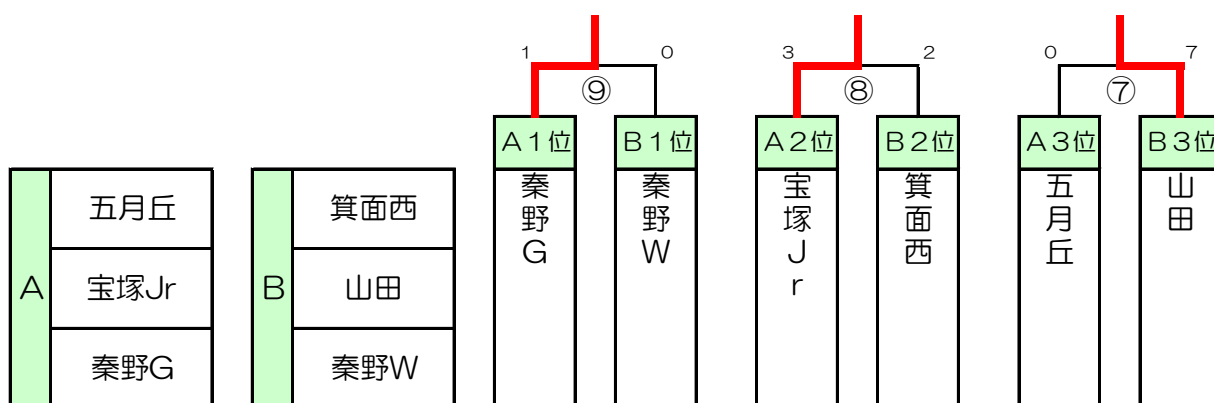 1 0
⑨
A1位 B1位
秦野G
秦野W
3 2
⑧
A2位 B2位
宝塚Jr
箕面西
0 7
⑦
A3位 B3位
五月丘
山田
A
五月丘
宝塚Jr
秦野G
B
箕面西
山田
秦野W